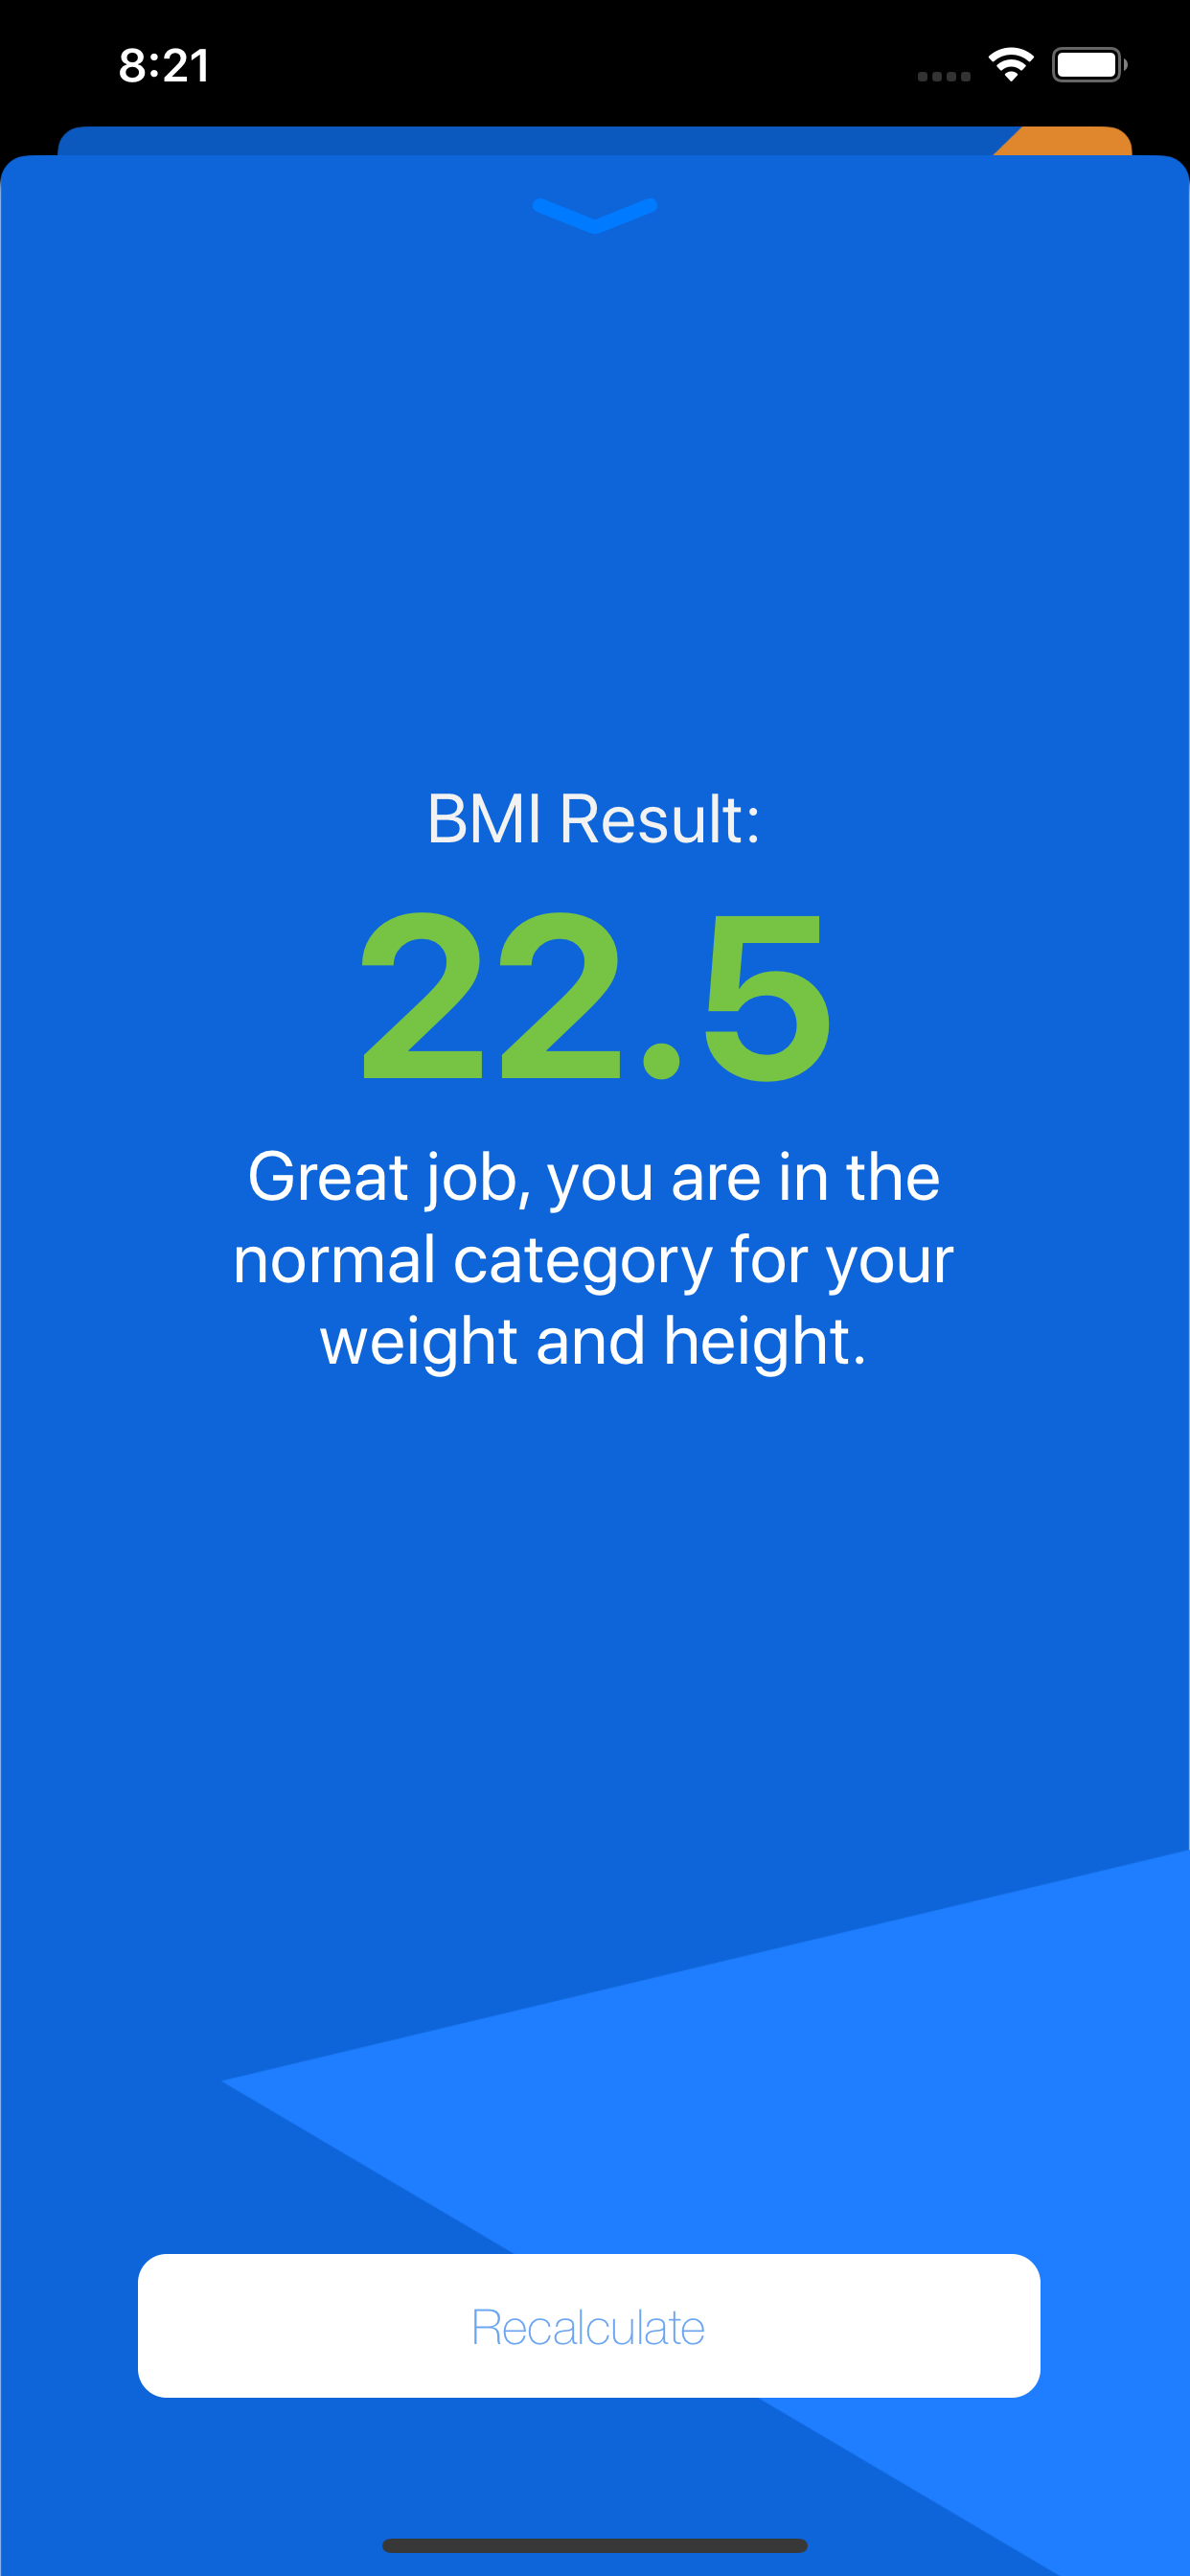 8:21
BMI Result:
22.5
Great job, you are in the
normal category for your
weight and height.
Recalculate